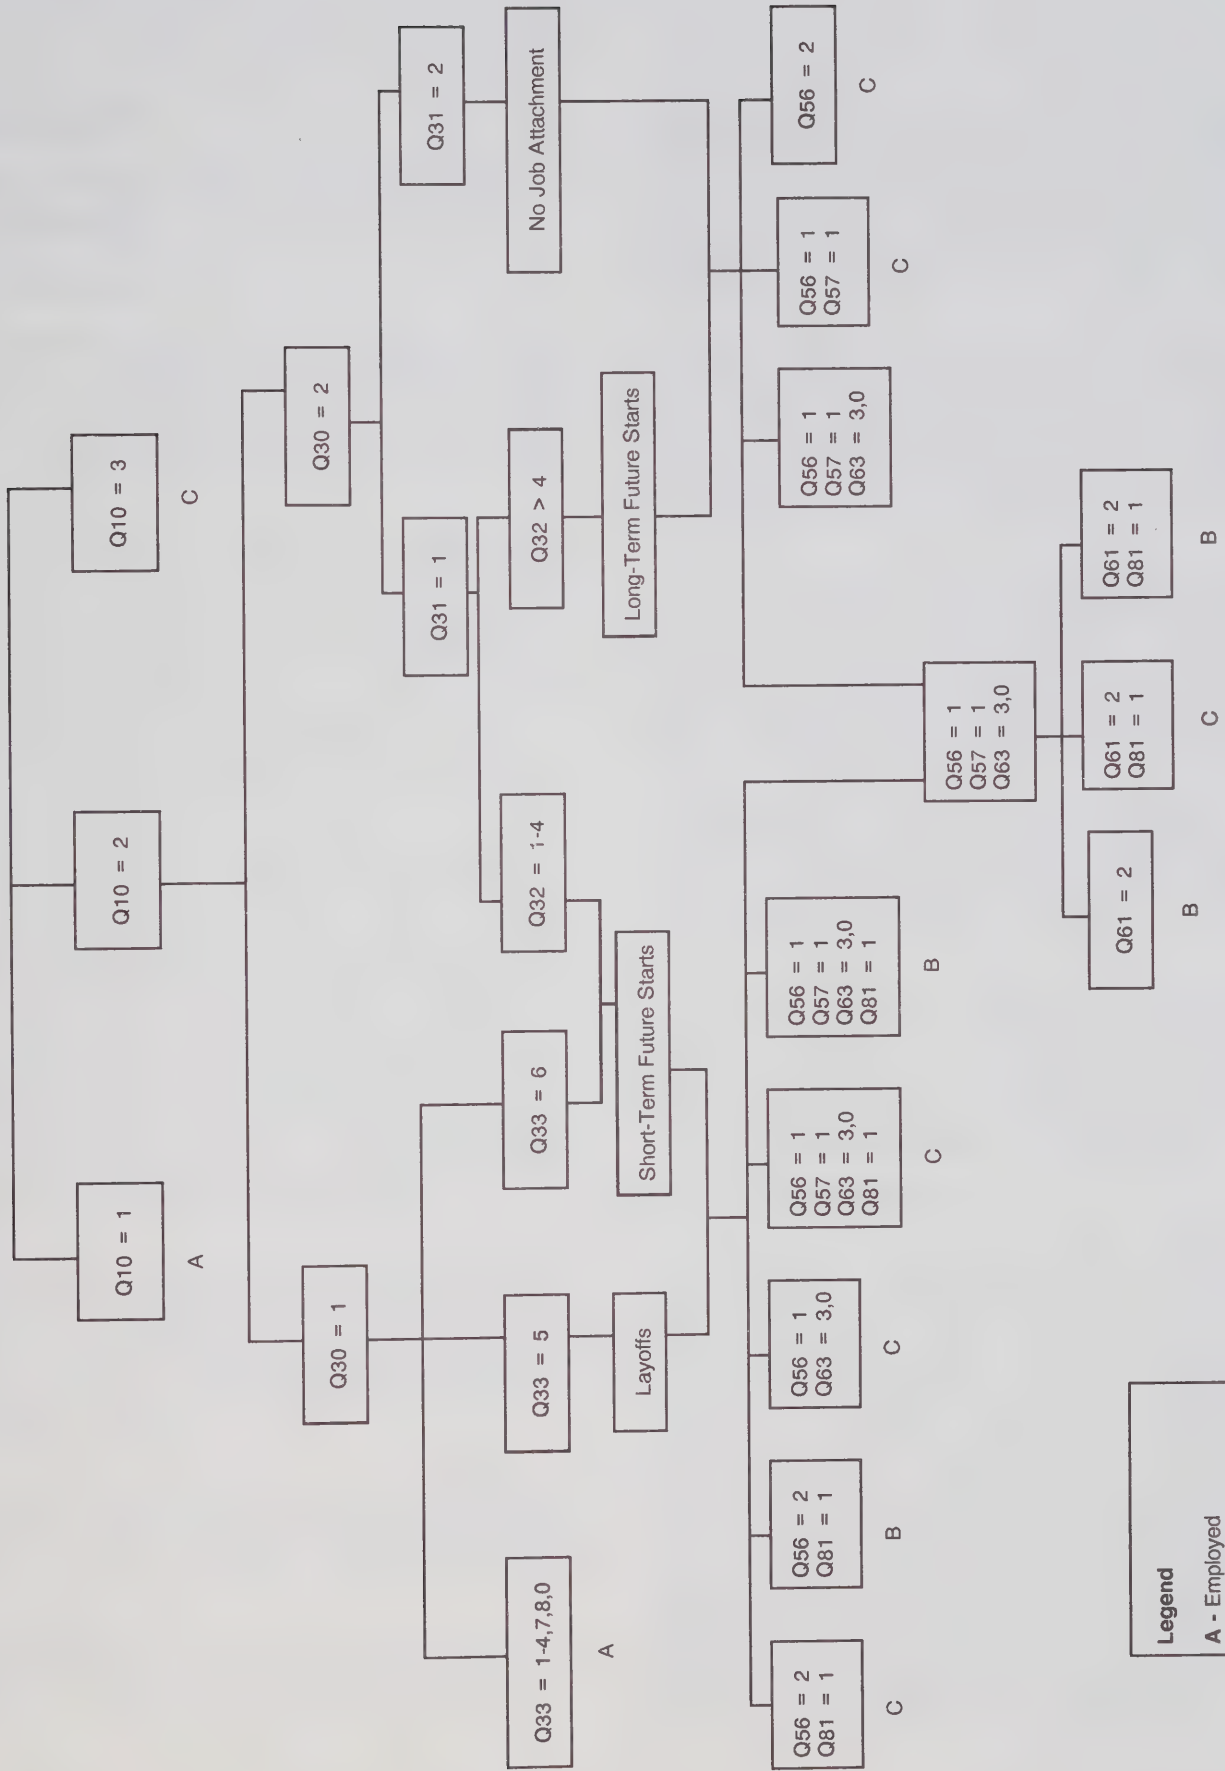 Q10 = 1
A
Q10 = 2
Q10 = 3
C
Q30 = 1
Q30 = 2
Q31 = 1
Q31 = 2
Q33 = 1-4,7,8,0
A
Q33 = 5
Q33 = 6
Q32 = 1-4
Q32 > 4
No Job Attachment
Layoffs
Short-Term Future Starts
Long-Term Future Starts
Q56 = 2
Q81 = 1
C
Q56 = 2
Q81 = 1
B
Q56 = 1
Q63 = 3,0
C
Q56 = 1
Q57 = 1
Q63 = 3,0
Q81 = 1
C
Q56 = 1
Q57 = 1
Q63 = 3,0
Q81 = 1
B
Q56 = 1
Q57 = 1
Q63 = 3,0
Q56 = 1
Q57 = 1
C
Q56 = 2
C
Q56 = 1
Q57 = 1
Q63 = 3,0
Q61 = 2
B
Q61 = 2
Q81 = 1
C
Q61 = 2
Q81 = 1
B
Legend
A - Employed